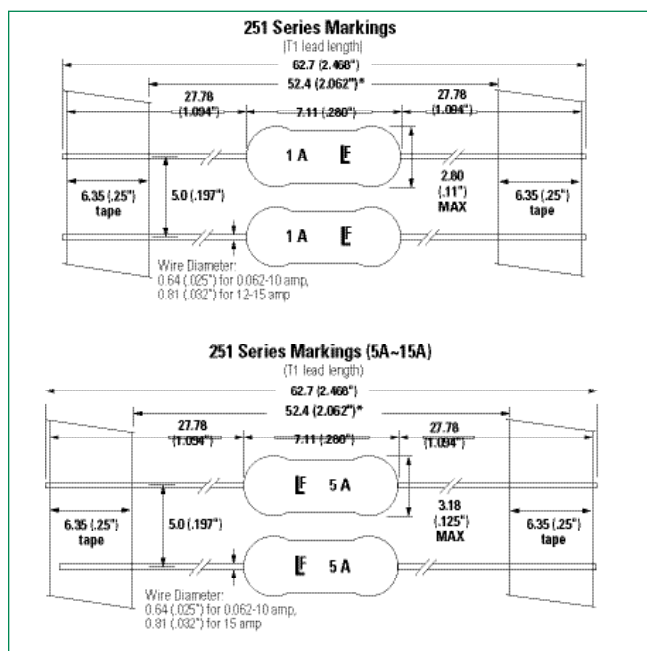 251 Series Markings
(T1 lead length)
62.7 (2.468")
52.4 (2.062")*
27.78
(1.094")
7.11 (.280")
27.78
(1.094")
1 A LF
6.35 (.25")
tape
5.0 (.197")
2.80
(.11")
MAX
6.35 (.25")
tape
1 A LF
Wire Diameter:
0.64 (.025") for 0.062-10 amp,
0.81 (.032") for 12-15 amp
251 Series Markings (5A~15A)
(T1 lead length)
62.7 (2.468")
52.4 (2.062")*
27.78
(1.094")
7.11 (.280")
27.78
(1.094")
LF 5 A
6.35 (.25")
tape
5.0 (.197")
3.18
(.125")
MAX
6.35 (.25")
tape
LF 5 A
Wire Diameter:
0.64 (.025") for 0.062-10 amp,
0.81 (.032") for 15 amp